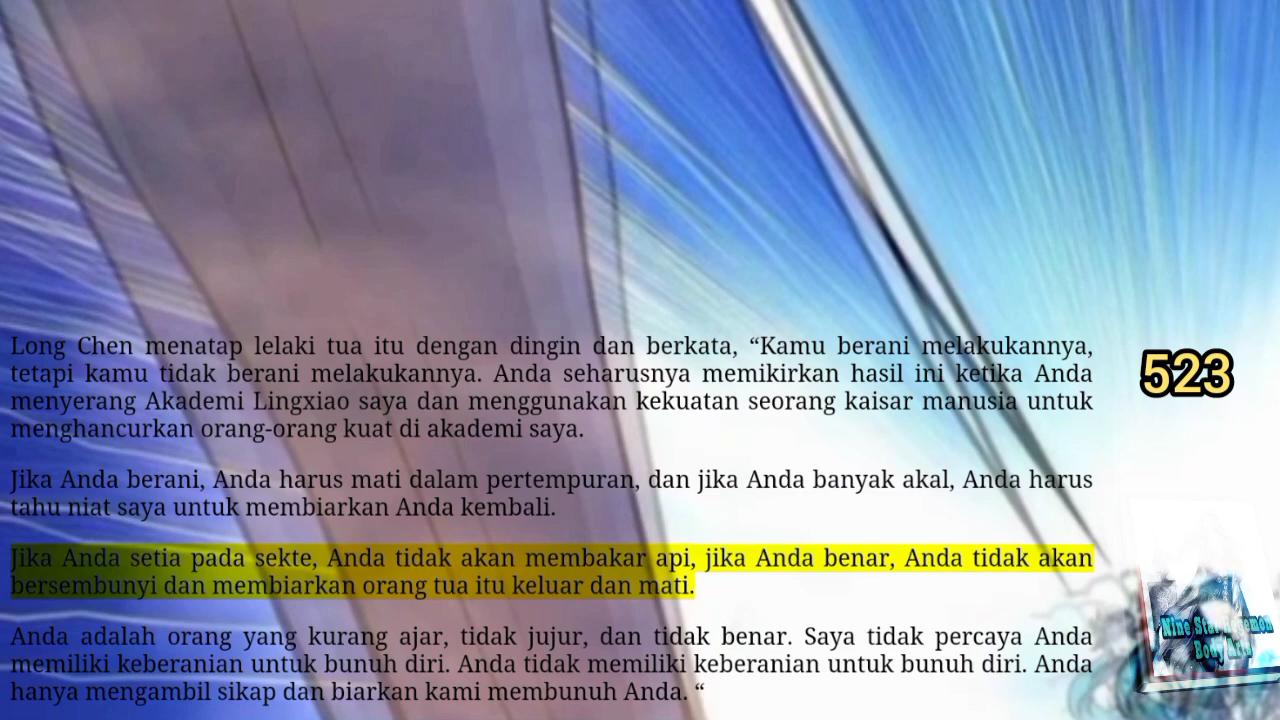 Long Chen menatap lelaki tua itu dengan dingin dan berkata, “Kamu berani melakukannya,
tetapi kamu tidak berani melakukannya. Anda seharusnya memikirkan hasil ini ketika Anda
menyerang Akademi Lingxiao saya dan menggunakan kekuatan seorang kaisar manusia untuk
menghancurkan orang-orang kuat di akademi saya.
523
Jika Anda berani, Anda harus mati dalam pertempuran, dan jika Anda banyak akal, Anda harus
tahu niat saya untuk membiarkan Anda kembali.
Jika Anda setia pada sekte, Anda tidak akan membakar api, jika Anda benar, Anda tidak akan
bersembunyi dan membiarkan orang tua itu keluar dan mati.
Anda adalah orang yang kurang ajar, tidak jujur, dan tidak benar. Saya tidak percaya Anda
memiliki keberanian untuk bunuh diri. Anda tidak memiliki keberanian untuk bunuh diri. Anda
hanya mengambil sikap dan biarkan kami membunuh Anda. “
Nine Star
Body